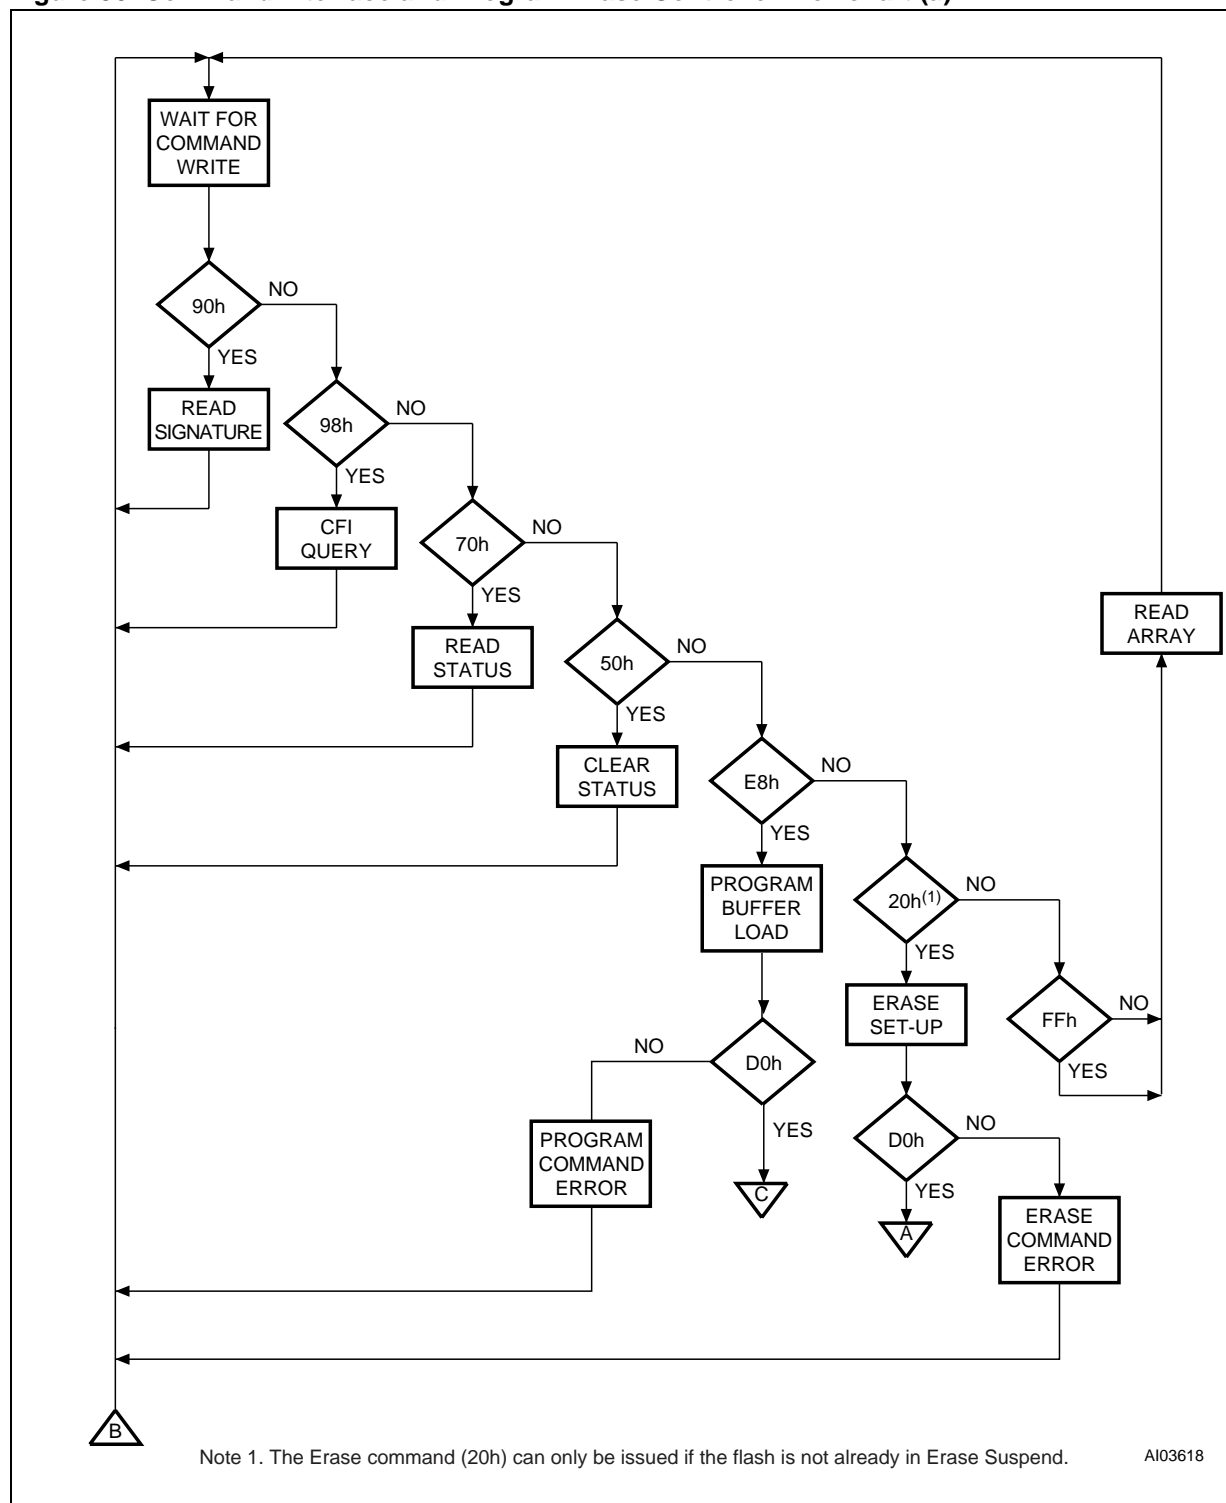 WAIT FOR
COMMAND
WRITE
90h
NO
YES
READ
SIGNATURE
98h
NO
YES
CFI
QUERY
70h
NO
YES
READ
STATUS
50h
NO
YES
CLEAR
STATUS
READ
ARRAY
E8h
NO
YES
PROGRAM
BUFFER
LOAD
20h(1)
NO
YES
ERASE
SET-UP
FFh
NO
YES
D0h
NO
YES
PROGRAM
COMMAND
ERROR
C
D0h
NO
YES
A
ERASE
COMMAND
ERROR
B
Note 1. The Erase command (20h) can only be issued if the flash is not already in Erase Suspend.
AI03618